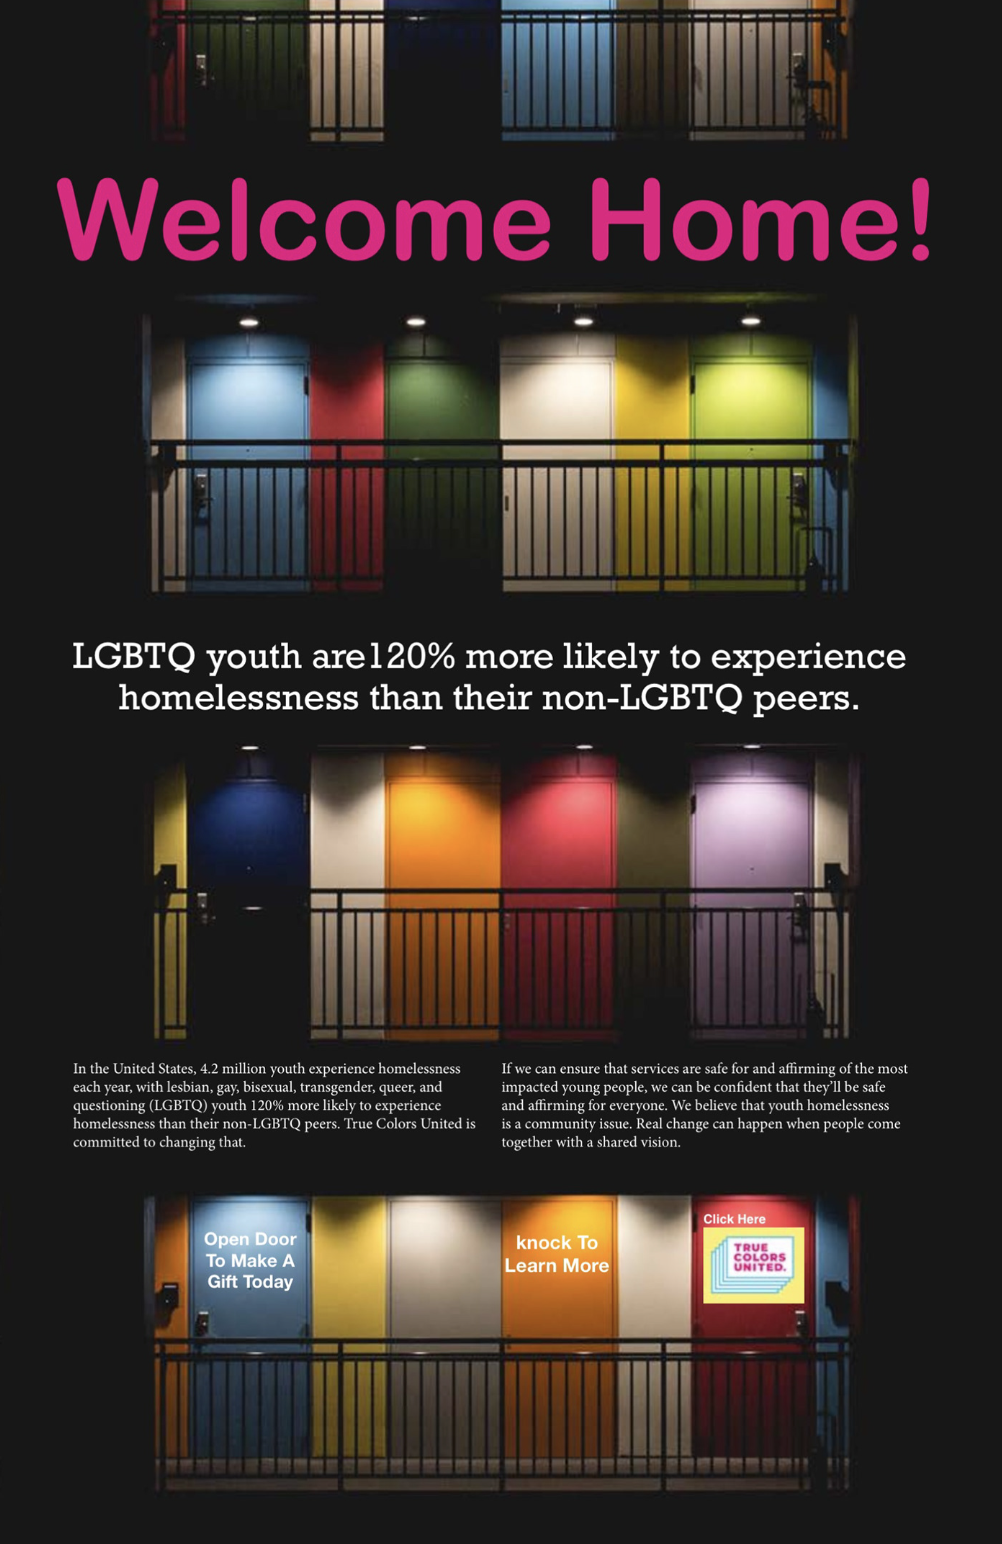 Welcome Home!
LGBTQ youth are120% more likely to experience
homelessness than their non-LGBTQ peers.
In the United States, 4.2 million youth experience homelessness
each year, with lesbian, gay, bisexual, transgender, queer, and
questioning (LGBTQ) youth 120% more likely to experience
homelessness than their non-LGBTQ peers. True Colors United is
committed to changing that.
If we can ensure that services are safe for and affirming of the most
impacted young people, we can be confident that they'll be safe
and affirming for everyone. We believe that youth homelessness
is a community issue. Real change can happen when people come
together with a shared vision.
Open Door
To Make A
Gift Today
knock To
Learn More
Click Here
TRUE
COLORS
UNITED.